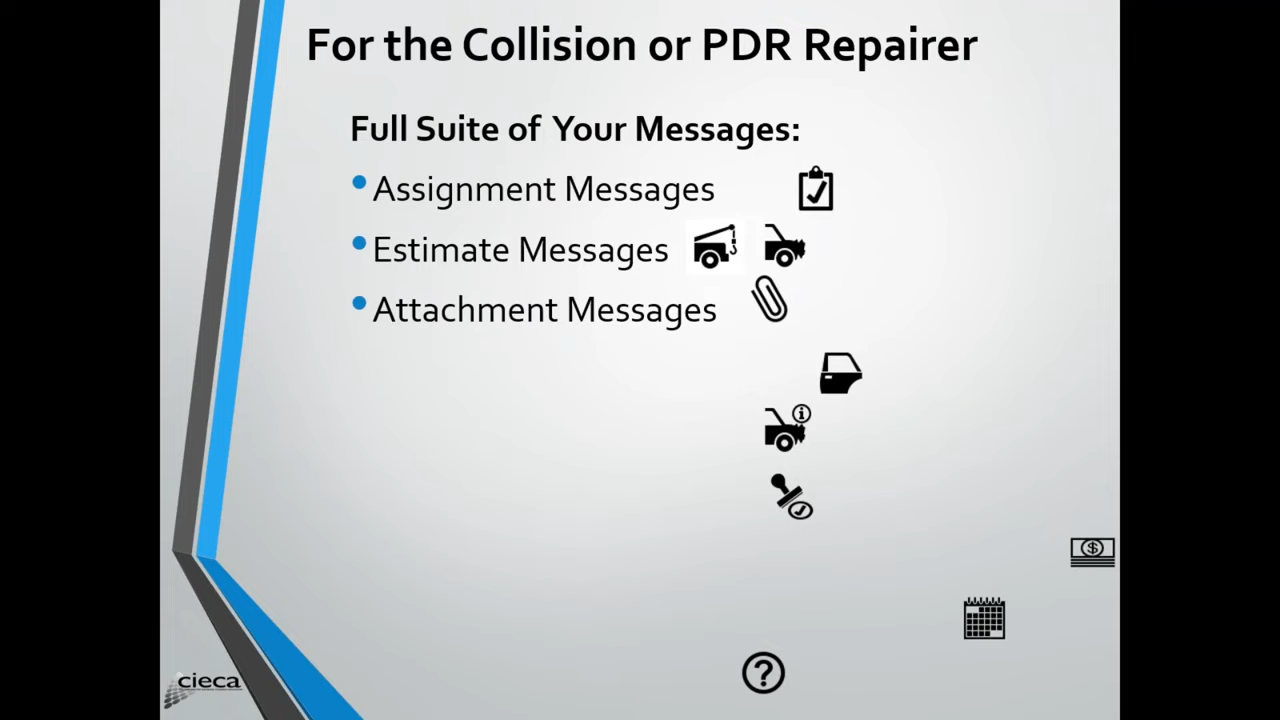 For the Collision or PDR Repairer
Full Suite of Your Messages:
Assignment Messages
Estimate Messages
Attachment Messages
cieca